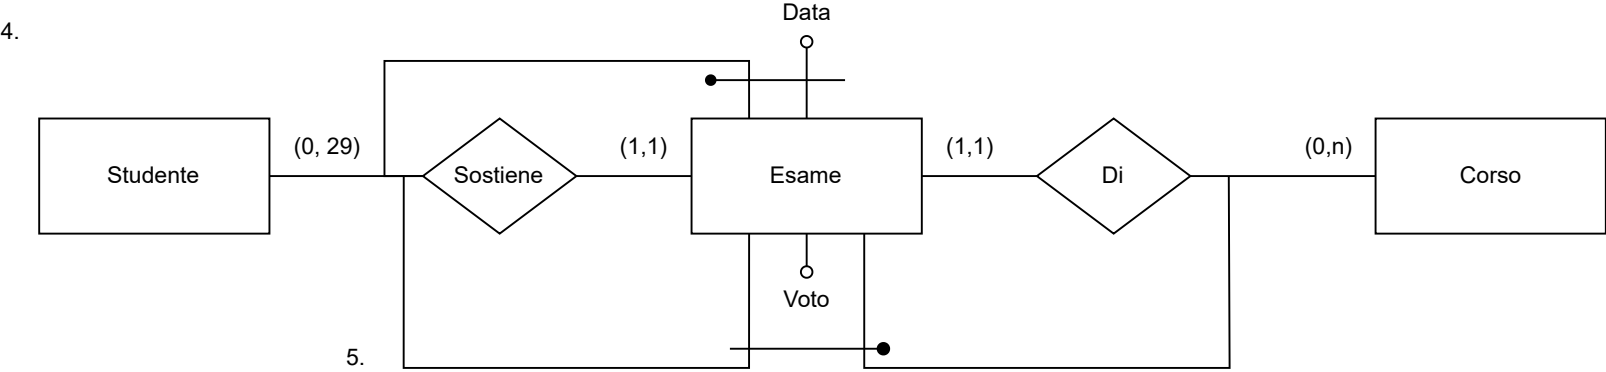 Data
4.
(0, 29)
(1,1)
(1,1)
(0,n)
Studente
Sostiene
Esame
Di
Corso
Voto
5.